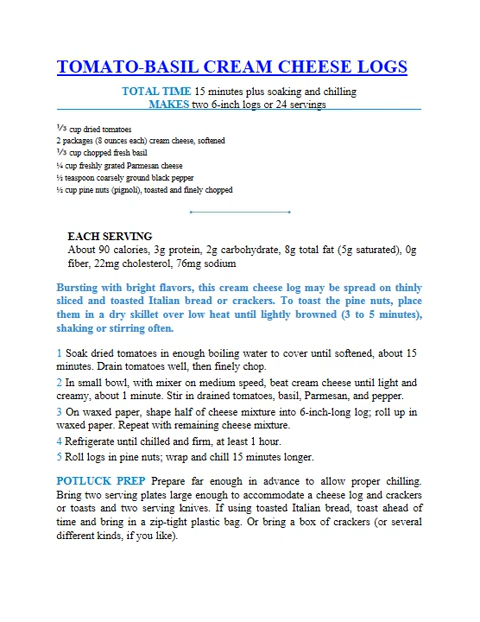 TOMATO-BASIL CREAM CHEESE LOGS
TOTAL TIME 15 minutes plus soaking and chilling
MAKES two 6-inch logs or 24 servings
⅓ cup dried tomatoes
2 packages (8 ounces each) cream cheese, softened
⅓ cup chopped fresh basil
¼ cup freshly grated Parmesan cheese
½ teaspoon coarsely ground black pepper
½ cup pine nuts (pignoli), toasted and finely chopped
EACH SERVING
About 90 calories, 3g protein, 2g carbohydrate, 8g total fat (5g saturated), 0g
fiber, 22mg cholesterol, 76mg sodium
Bursting with bright flavors, this cream cheese log may be spread on thinly
sliced and toasted Italian bread or crackers. To toast the pine nuts, place
them in a dry skillet over low heat until lightly browned (3 to 5 minutes),
shaking or stirring often.
1 Soak dried tomatoes in enough boiling water to cover until softened, about 15
minutes. Drain tomatoes well, then finely chop.
2 In small bowl, with mixer on medium speed, beat cream cheese until light and
creamy, about 1 minute. Stir in drained tomatoes, basil, Parmesan, and pepper.
3 On waxed paper, shape half of cheese mixture into 6-inch-long log; roll up in
waxed paper. Repeat with remaining cheese mixture.
4 Refrigerate until chilled and firm, at least 1 hour.
5 Roll logs in pine nuts; wrap and chill 15 minutes longer.
POTLUCK PREP Prepare far enough in advance to allow proper chilling.
Bring two serving plates large enough to accommodate a cheese log and crackers
or toasts and two serving knives. If using toasted Italian bread, toast ahead of
time and bring in a zip-tight plastic bag. Or bring a box of crackers (or several
different kinds, if you like).